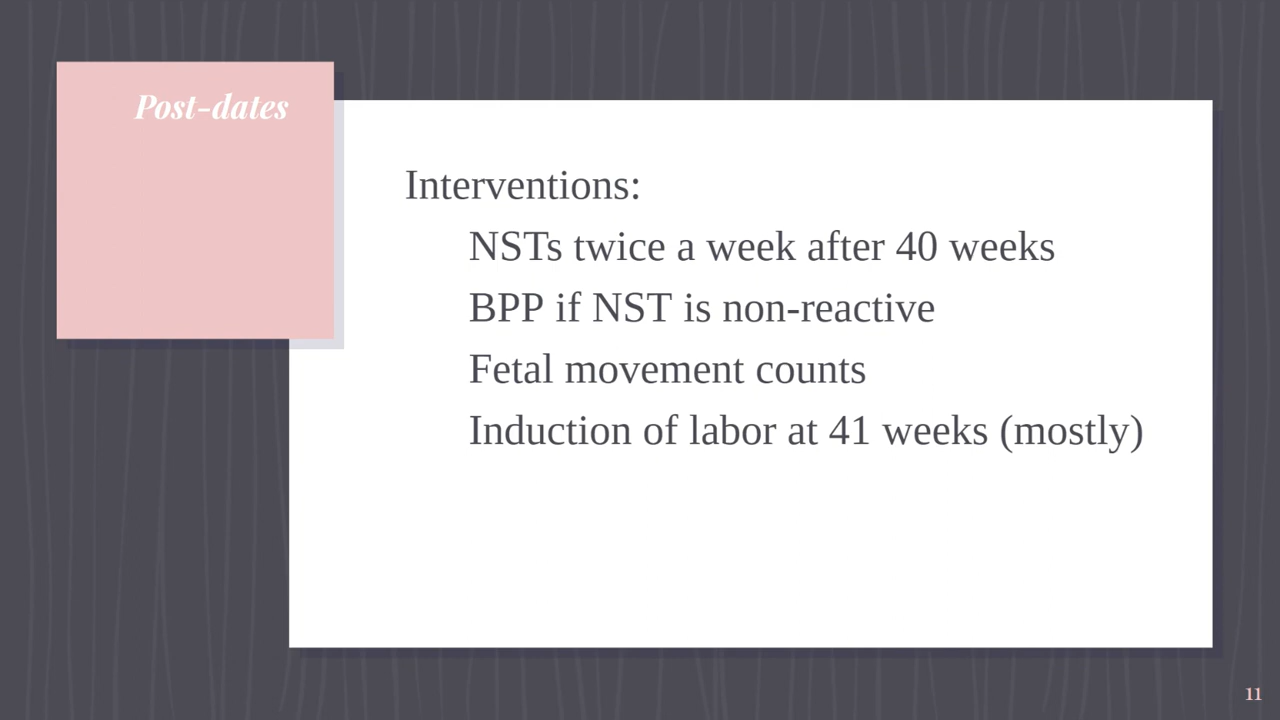 Post-dates
Interventions:
NSTs twice a week after 40 weeks
BPP if NST is non-reactive
Fetal movement counts
Induction of labor at 41 weeks (mostly)
11